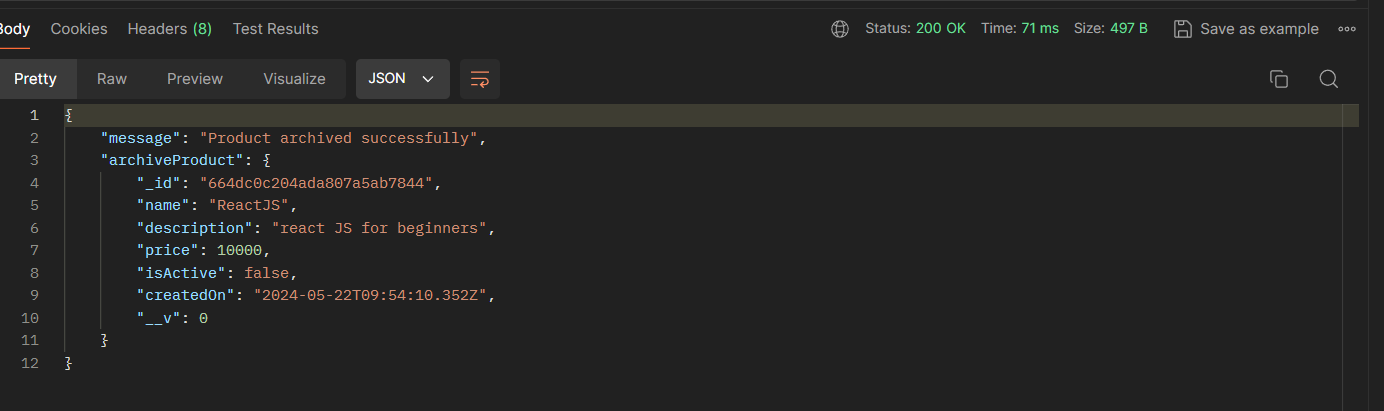 Body Cookies Headers (8) Test Results Status: 200 OK Time: 71 ms Size: 497 B Save as example
Pretty Raw Preview Visualize JSON
1 {
2 "message": "Product archived successfully",
3 "archiveProduct": {
4 "_id": "664dc0c204ada807a5ab7844",
5 "name": "ReactJS",
6 "description": "react JS for beginners",
7 "price": 10000,
8 "isActive": false,
9 "createdOn": "2024-05-22T09:54:10.352Z",
10 "__v": 0
11 }
12 }